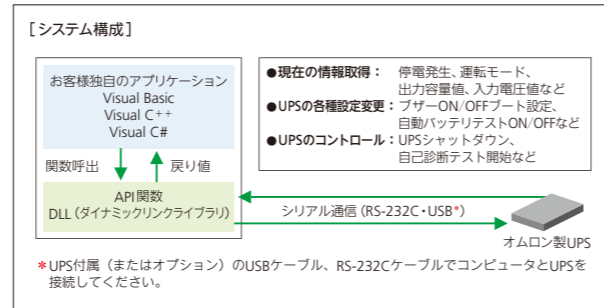 [システム構成]
お客様独自のアプリケーション
Visual Basic
Visual C++
Visual C#
関数呼出
戻り値
API関数
DLL(ダイナミックリンクライブラリ)
●現在の情報取得： 停電発生、運転モード、
出力容量値、入力電圧値など
●UPSの各種設定変更：ブザーON/OFFブート設定、
自動バッテリテストON/OFFなど
●UPSのコントロール：UPSシャットダウン、
自己診断テスト開始など
シリアル通信(RS-232C・USB*)
オムロン製UPS
*UPS付属（またはオプション）のUSBケーブル、RS-232CケーブルでコンピュータとUPSを
接続してください。